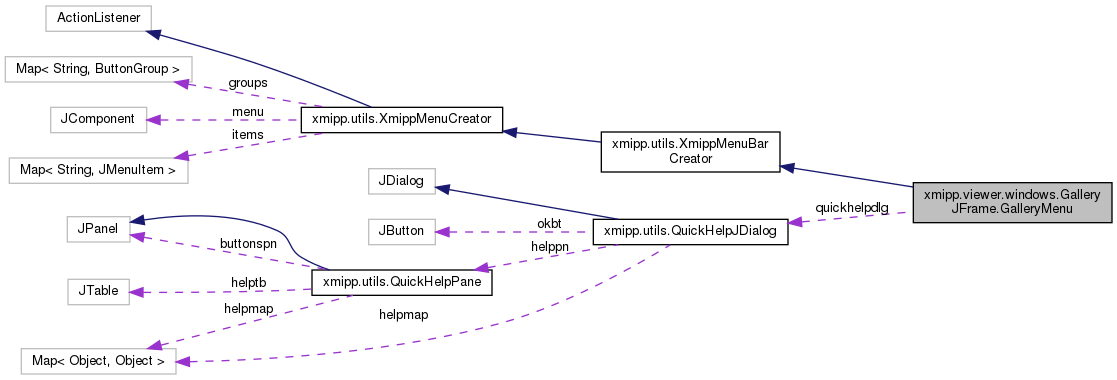 ActionListener
Map< String, ButtonGroup >
groups
JComponent
menu
xmipp.utils.XmippMenuCreator
items
Map< String, JMenuItem >
xmipp.utils.XmippMenuBar
Creator
JDialog
xmipp.viewer.windows.Gallery
JFrame.GalleryMenu
quickhelpdlg
JPanel
JButton
okbt
xmipp.utils.QuickHelpJDialog
buttonspn
helppn
JTable
helptb
xmipp.utils.QuickHelpPane
helpmap
helpmap
Map< Object, Object >